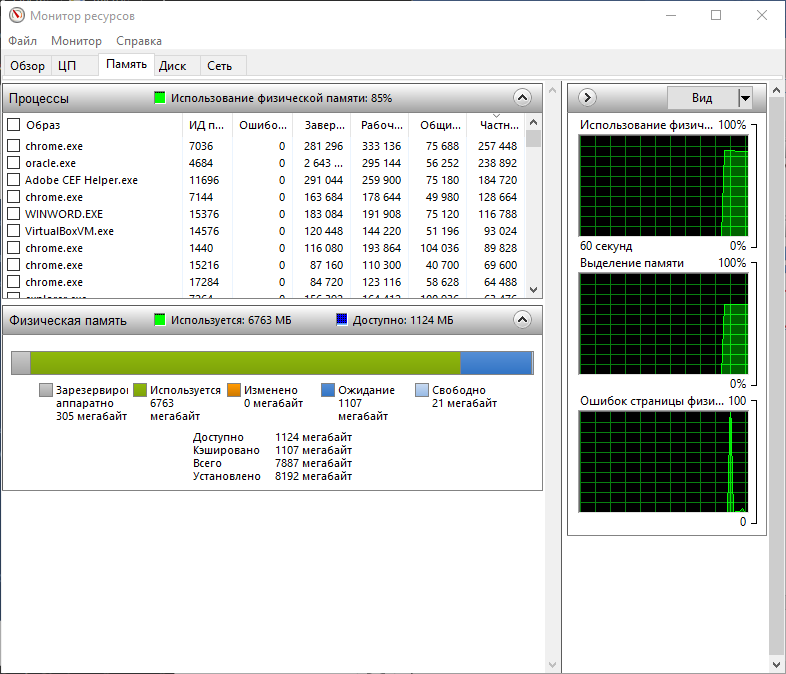 Монитор ресурсов
Файл Монитор Справка
Обзор ЦП Память Диск Сеть
Процессы Использование физической памяти: 85%
Образ ИД п... Ошибо... Завер... Рабоч... Общи... Частн...
chrome.exe 7036 0 281 296 333 136 75 688 257 448
oracle.exe 4684 0 2 643 ... 295 144 56 252 238 892
Adobe CEF Helper.exe 11696 0 291 044 259 900 75 180 184 720
chrome.exe 7144 0 163 684 178 644 49 980 128 664
WINWORD.EXE 15376 0 183 084 191 908 75 120 116 788
VirtualBoxVM.exe 14576 0 120 448 144 220 51 196 93 024
chrome.exe 1440 0 116 080 193 864 104 036 89 828
chrome.exe 15216 0 87 160 110 300 40 700 69 600
chrome.exe 17284 0 84 720 123 116 58 628 64 488
Физическая память Используется: 6763 МБ Доступно: 1124 МБ
Зарезервиро
аппаратно
305 мегабайт
Используется
6763
мегабайт
Изменено
0 мегабайт
Ожидание
1107
мегабайт
Свободно
21 мегабайт
Доступно 1124 мегабайт
Кэшировано 1107 мегабайт
Всего 7887 мегабайт
Установлено 8192 мегабайт
Вид
Использование физич... 100%
60 секунд 0%
Выделение памяти 100%
0%
Ошибок страницы физи... 100
0